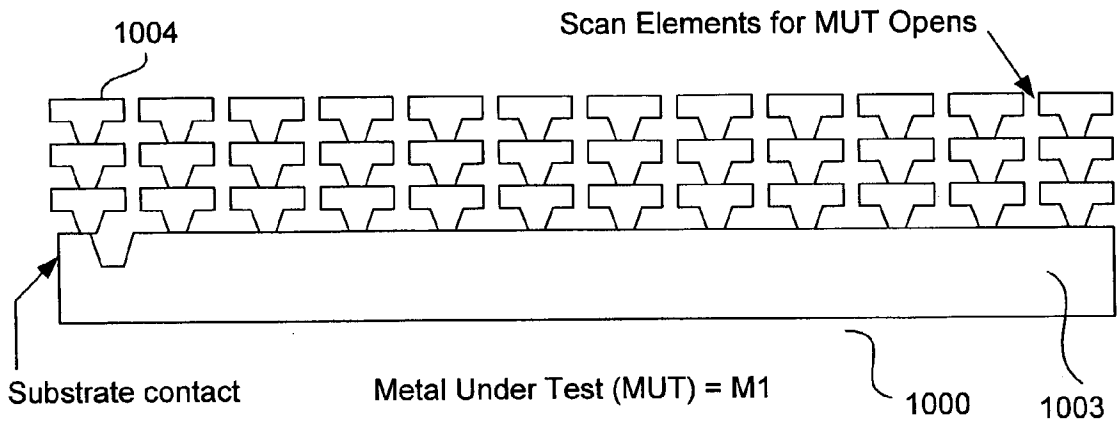 1004
Scan Elements for MUT Opens
Substrate contact
Metal Under Test (MUT) = M1
1000
1003